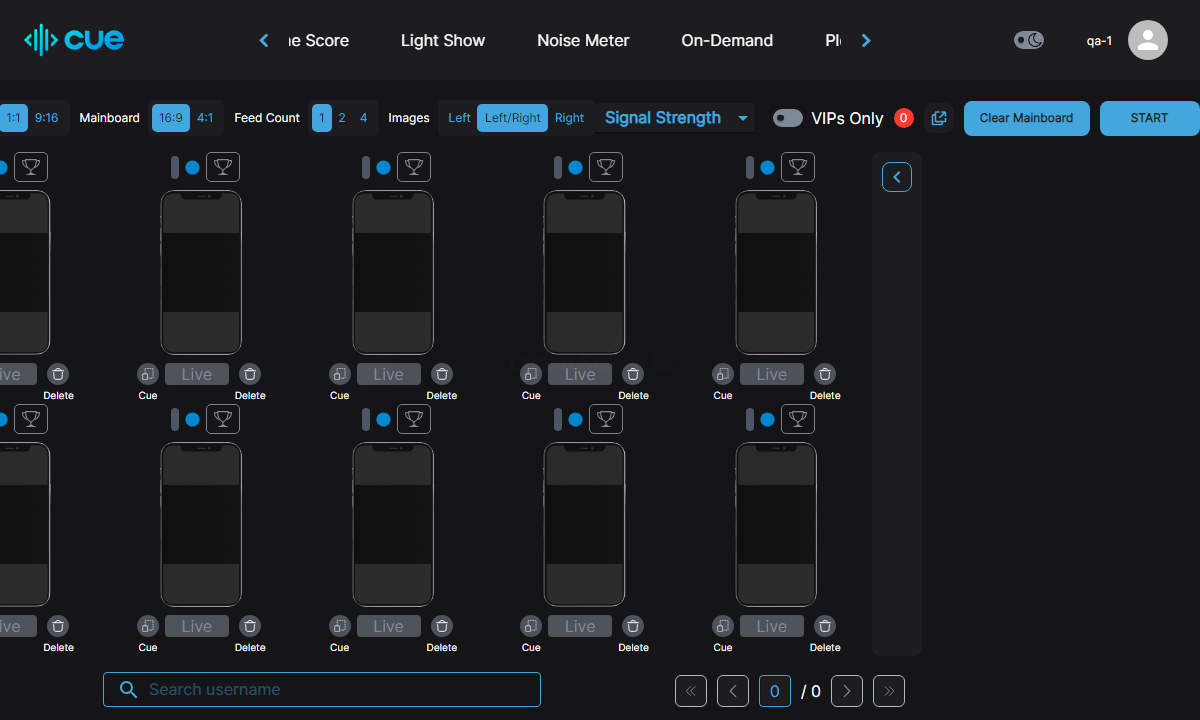 cue
ne Score Light Show Noise Meter On-Demand Pl
qa-1
1:1 9:16 Mainboard 16:9 4:1 Feed Count 1 2 4 Images Left Left/Right Right Signal Strength VIPs Only 0 Clear Mainboard START
ive Live Live Live Live
Delete Cue Delete Cue Delete Cue Delete Cue Delete
ive Live Live Live Live
Delete Cue Delete Cue Delete Cue Delete Cue Delete
Search username 0 / 0